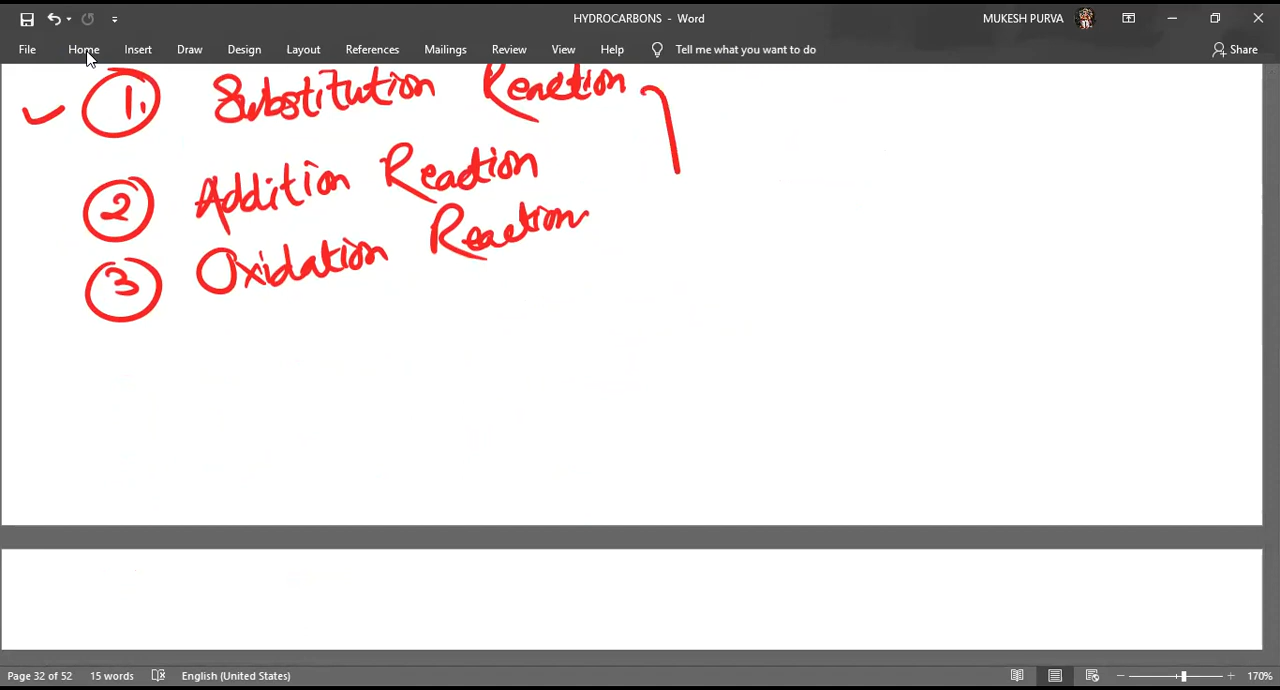 HYDROCARBONS - Word
MUKESH PURVA
File Home Insert Draw Design Layout References Mailings Review View Help Tell me what you want to do Share
1. Substitution Reaction
2 Addition Reaction
3 Oxidation Reaction
Page 32 of 52 15 words English (United States) 170%